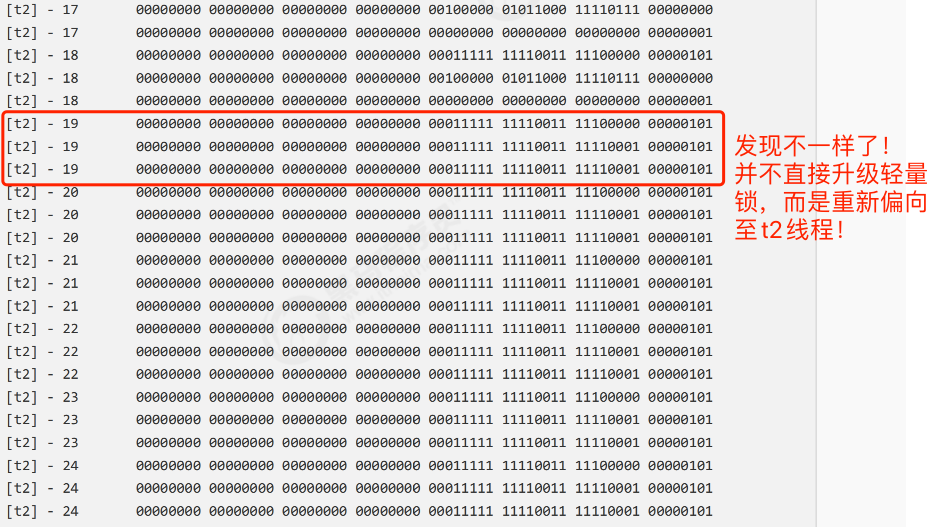 [t2] - 17 00000000 00000000 00000000 00000000 00100000 01011000 11110111 00000000
[t2] - 17 00000000 00000000 00000000 00000000 00000000 00000000 00000000 00000001
[t2] - 18 00000000 00000000 00000000 00000000 00011111 11110011 11100000 00000101
[t2] - 18 00000000 00000000 00000000 00000000 00100000 01011000 11110111 00000000
[t2] - 18 00000000 00000000 00000000 00000000 00000000 00000000 00000000 00000001
[t2] - 19 00000000 00000000 00000000 00000000 00011111 11110011 11100000 00000101
[t2] - 19 00000000 00000000 00000000 00000000 00011111 11110011 11110001 00000101
[t2] - 19 00000000 00000000 00000000 00000000 00011111 11110011 11110001 00000101
发现不一样了！
并不直接升级轻量
锁，而是重新偏向
至t2线程！
[t2] - 20 00000000 00000000 00000000 00000000 00011111 11110011 11100000 00000101
[t2] - 20 00000000 00000000 00000000 00000000 00011111 11110011 11110001 00000101
[t2] - 20 00000000 00000000 00000000 00000000 00011111 11110011 11110001 00000101
[t2] - 21 00000000 00000000 00000000 00000000 00011111 11110011 11100000 00000101
[t2] - 21 00000000 00000000 00000000 00000000 00011111 11110011 11110001 00000101
[t2] - 21 00000000 00000000 00000000 00000000 00011111 11110011 11110001 00000101
[t2] - 22 00000000 00000000 00000000 00000000 00011111 11110011 11100000 00000101
[t2] - 22 00000000 00000000 00000000 00000000 00011111 11110011 11110001 00000101
[t2] - 22 00000000 00000000 00000000 00000000 00011111 11110011 11110001 00000101
[t2] - 23 00000000 00000000 00000000 00000000 00011111 11110011 11100000 00000101
[t2] - 23 00000000 00000000 00000000 00000000 00011111 11110011 11110001 00000101
[t2] - 23 00000000 00000000 00000000 00000000 00011111 11110011 11110001 00000101
[t2] - 24 00000000 00000000 00000000 00000000 00011111 11110011 11100000 00000101
[t2] - 24 00000000 00000000 00000000 00000000 00011111 11110011 11110001 00000101
[t2] - 24 00000000 00000000 00000000 00000000 00011111 11110011 11110001 00000101